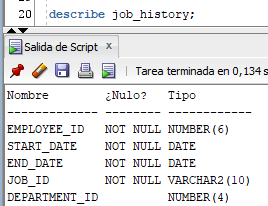 20 describe job_history;
Salida de Script
Tarea terminada en 0,134 s
Nombre ¿Nulo? Tipo
------------- -------- ------------
EMPLOYEE_ID NOT NULL NUMBER(6)
START_DATE NOT NULL DATE
END_DATE NOT NULL DATE
JOB_ID NOT NULL VARCHAR2(10)
DEPARTMENT_ID NUMBER(4)